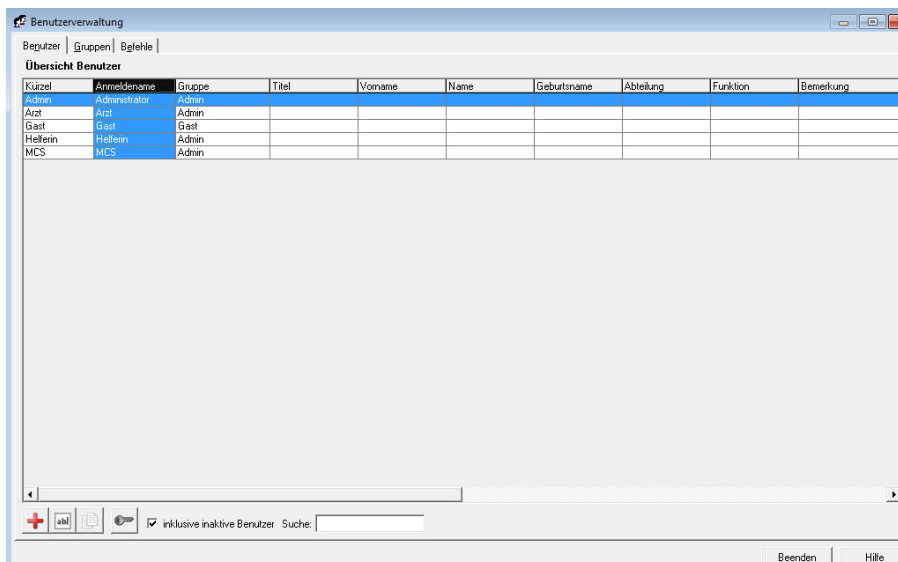 Benutzerverwaltung
Benutzer Gruppen Befehle
Übersicht Benutzer
Kürzel Anmeldename Gruppe Titel Vorname Name Geburtsname Abteilung Funktion Bemerkung
Admin Administrator Admin
Arzt Arzt Admin
Gast Gast Gast
Helferin Helferin Admin
MCS MCS Admin
abl inklusive inaktive Benutzer Suche:
Beenden Hilfe